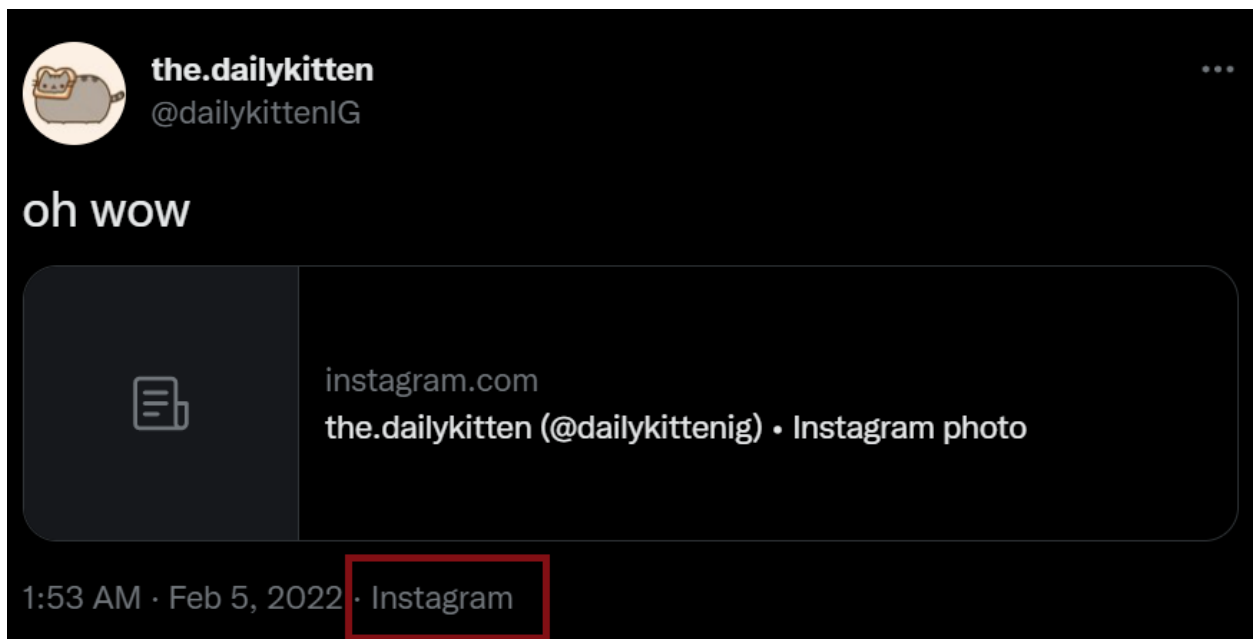 the.dailykitten
@dailykittenIG
oh wow
instagram.com
the.dailykitten (@dailykittenig) • Instagram photo
1:53 AM · Feb 5, 2022 · Instagram